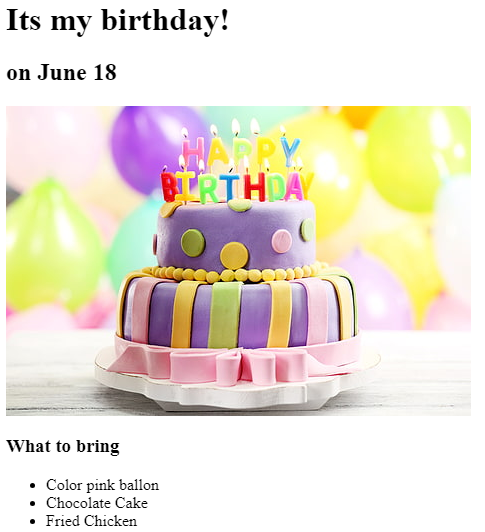 Its my birthday!
on June 18
HAPPY
BIRTHDAY
What to bring
Color pink ballon
Chocolate Cake
Fried Chicken